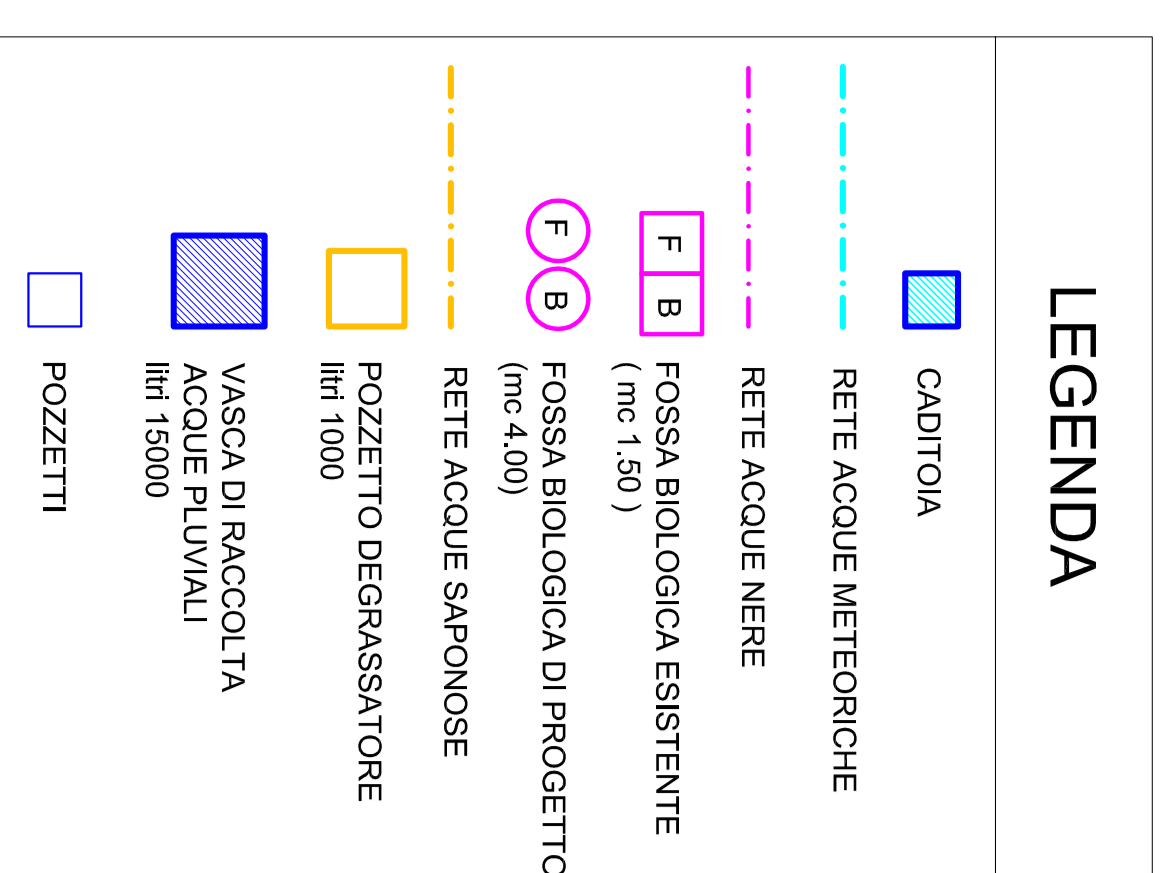 LEGENDA
CADITOIA
RETE ACQUE METEORICHE
RETE ACQUE NERE
F B
FOSSA BIOLOGICA ESISTENTE
( mc 1.50 )
F B
FOSSA BIOLOGICA DI PROGETTO
(mc 4.00)
RETE ACQUE SAPONOSE
POZZETTO DEGRASSATORE
litri 1000
VASCA DI RACCOLTA
ACQUE PLUVIALI
litri 15000
POZZETTI